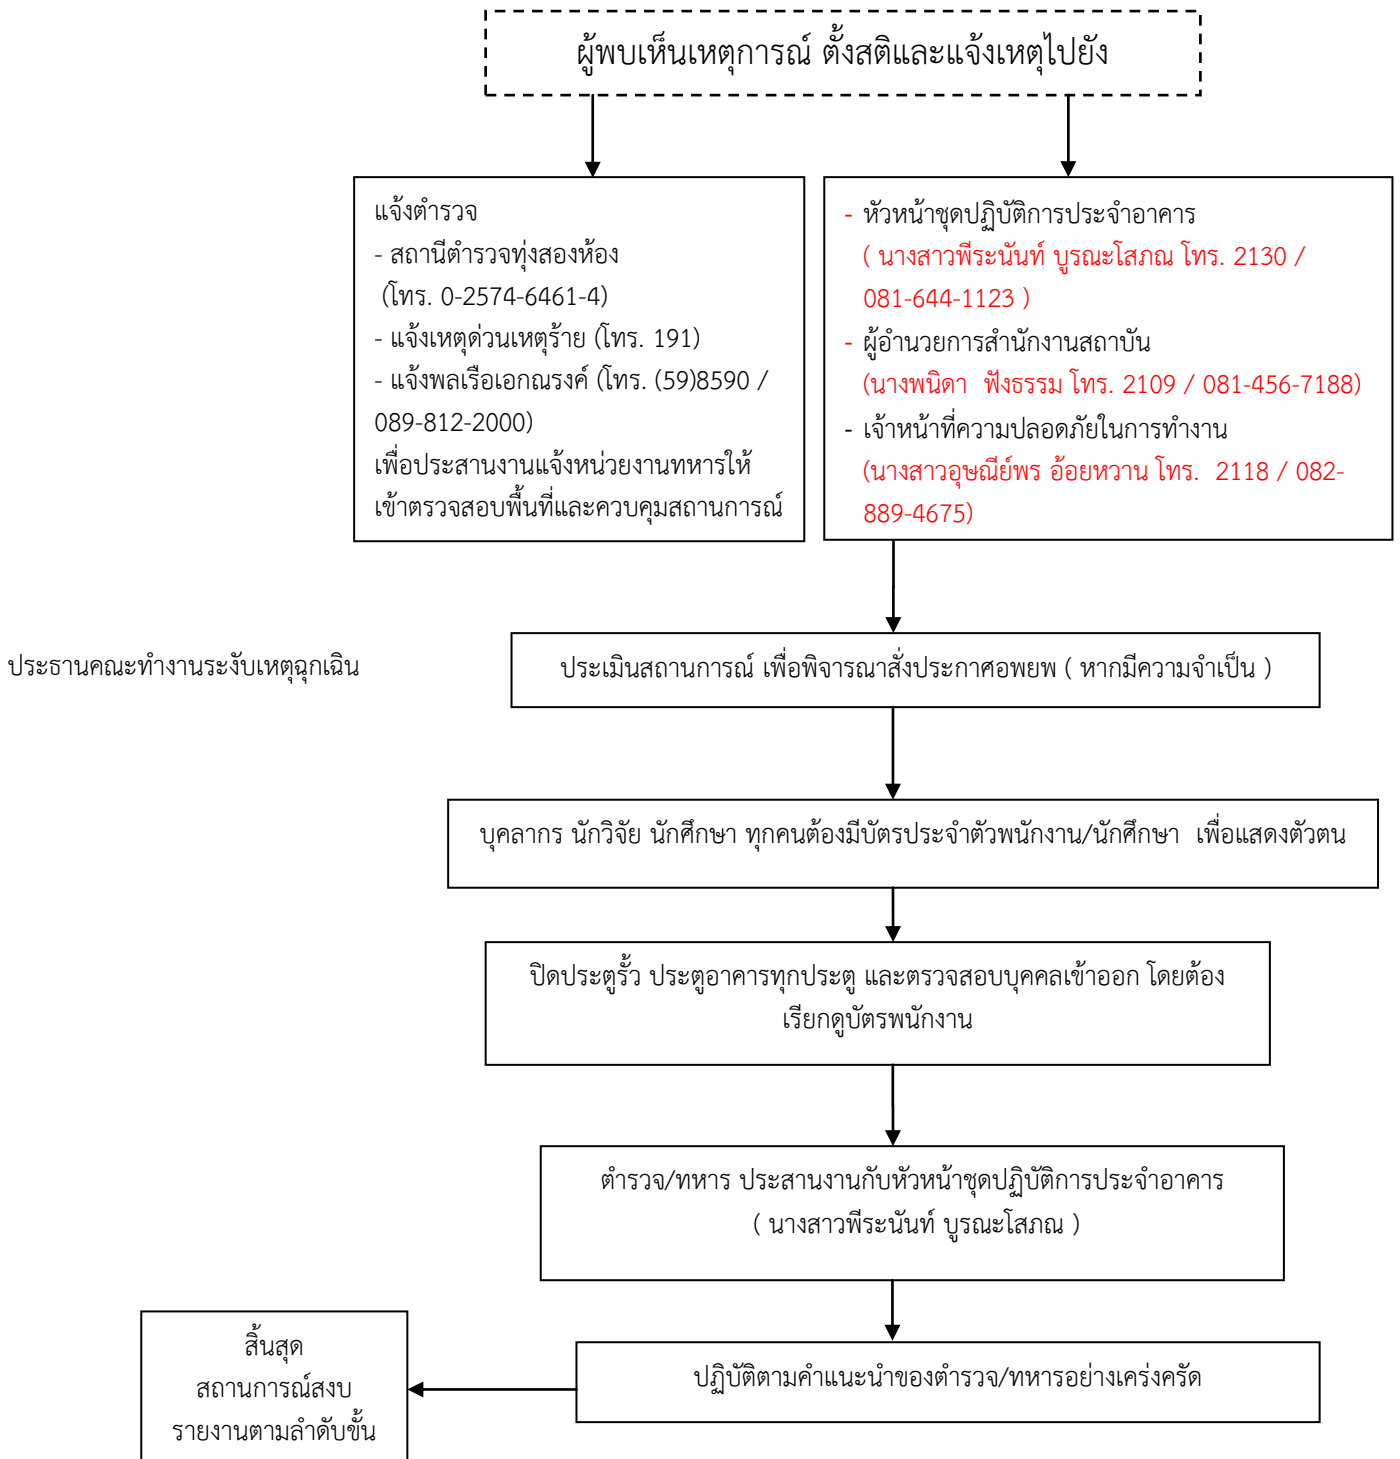 ผู้พบเห็นเหตุการณ์ ตั้งสติและแจ้งเหตุไปยัง
แจ้งตำรวจ
- สถานีตำรวจทุ่งสองห้อง
(โทร. 0-2574-6461-4)
- แจ้งเหตุด่วนเหตุร้าย (โทร. 191)
- แจ้งพลเรือเอกณรงค์ (โทร. (59)8590 /
089-812-2000)
เพื่อประสานงานแจ้งหน่วยงานทหารให้
เข้าตรวจสอบพื้นที่และควบคุมสถานการณ์
- หัวหน้าชุดปฏิบัติการประจำอาคาร
( นางสาวพีระนันท์ บูรณะโสภณ โทร. 2130 /
081-644-1123 )
- ผู้อำนวยการสำนักงานสถาบัน
(นางพนิดา ฟังธรรม โทร. 2109 / 081-456-7188)
- เจ้าหน้าที่ความปลอดภัยในการทำงาน
(นางสาวอุษณีย์พร อ้อยหวาน โทร. 2118 / 082-
889-4675)
ประธานคณะทำงานระงับเหตุฉุกเฉิน
ประเมินสถานการณ์ เพื่อพิจารณาสั่งประกาศอพยพ ( หากมีความจำเป็น )
บุคลากร นักวิจัย นักศึกษา ทุกคนต้องมีบัตรประจำตัวพนักงาน/นักศึกษา เพื่อแสดงตัวตน
ปิดประตูรั้ว ประตูอาคารทุกประตู และตรวจสอบบุคคลเข้าออก โดยต้อง
เรียกดูบัตรพนักงาน
ตำรวจ/ทหาร ประสานงานกับหัวหน้าชุดปฏิบัติการประจำอาคาร
( นางสาวพีระนันท์ บูรณะโสภณ )
ปฏิบัติตามคำแนะนำของตำรวจ/ทหารอย่างเคร่งครัด
สิ้นสุด
สถานการณ์สงบ
รายงานตามลำดับขั้น